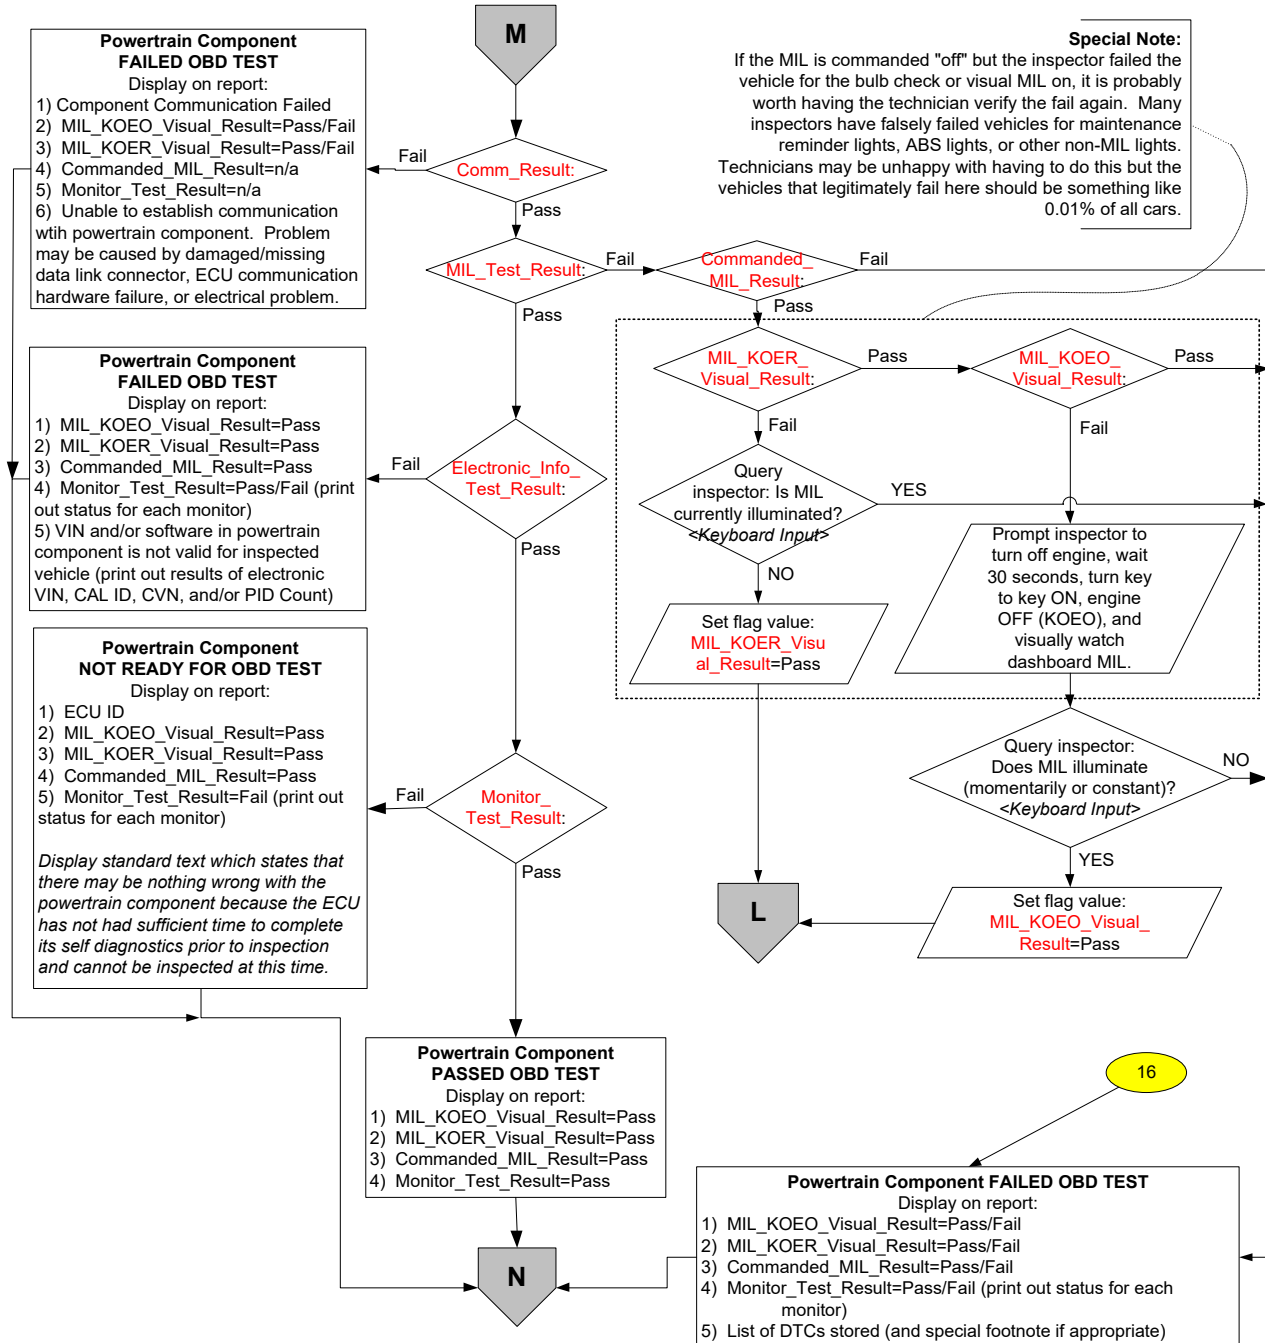 M
Powertrain Component
FAILED OBD TEST
Display on report:
1) Component Communication Failed
2) MIL_KOEO_Visual_Result=Pass/Fail
3) MIL_KOER_Visual_Result=Pass/Fail
4) Commanded_MIL_Result=n/a
5) Monitor_Test_Result=n/a
6) Unable to establish communication
wtih powertrain component. Problem
may be caused by damaged/missing
data link connector, ECU communication
hardware failure, or electrical problem.
Special Note:
If the MIL is commanded "off" but the inspector failed the
vehicle for the bulb check or visual MIL on, it is probably
worth having the technician verify the fail again. Many
inspectors have falsely failed vehicles for maintenance
reminder lights, ABS lights, or other non-MIL lights.
Technicians may be unhappy with having to do this but the
vehicles that legitimately fail here should be something like
0.01% of all cars.
Fail
Comm_Result:
Pass
MIL_Test_Result:
Fail
Commanded_
MIL_Result:
Fail
Pass
Pass
MIL_KOER_
Visual_Result:
Pass
MIL_KOEO_
Visual_Result:
Pass
Fail
Fail
Powertrain Component
FAILED OBD TEST
Display on report:
1) MIL_KOEO_Visual_Result=Pass
2) MIL_KOER_Visual_Result=Pass
3) Commanded_MIL_Result=Pass
4) Monitor_Test_Result=Pass/Fail (print
out status for each monitor)
5) VIN and/or software in powertrain
component is not valid for inspected
vehicle (print out results of electronic
VIN, CAL ID, CVN, and/or PID Count)
Fail
Electronic_Info_
Test_Result:
Pass
Query
inspector: Is MIL
currently illuminated?
<Keyboard Input>
YES
NO
Prompt inspector to
turn off engine, wait
30 seconds, turn key
to key ON, engine
OFF (KOEO), and
visually watch
dashboard MIL.
Set flag value:
MIL_KOER_Visu
al_Result=Pass
Powertrain Component
NOT READY FOR OBD TEST
Display on report:
1) ECU ID
2) MIL_KOEO_Visual_Result=Pass
3) MIL_KOER_Visual_Result=Pass
4) Commanded_MIL_Result=Pass
5) Monitor_Test_Result=Fail (print out
status for each monitor)
Display standard text which states that
there may be nothing wrong with the
powertrain component because the ECU
has not had sufficient time to complete
its self diagnostics prior to inspection
and cannot be inspected at this time.
Fail
Monitor_
Test_Result:
Pass
Query inspector:
Does MIL illuminate
(momentarily or constant)?
<Keyboard Input>
NO
YES
L
Set flag value:
MIL_KOEO_Visual_
Result=Pass
Powertrain Component
PASSED OBD TEST
Display on report:
1) MIL_KOEO_Visual_Result=Pass
2) MIL_KOER_Visual_Result=Pass
3) Commanded_MIL_Result=Pass
4) Monitor_Test_Result=Pass
16
N
Powertrain Component FAILED OBD TEST
Display on report:
1) MIL_KOEO_Visual_Result=Pass/Fail
2) MIL_KOER_Visual_Result=Pass/Fail
3) Commanded_MIL_Result=Pass/Fail
4) Monitor_Test_Result=Pass/Fail (print out status for each
monitor)
5) List of DTCs stored (and special footnote if appropriate)